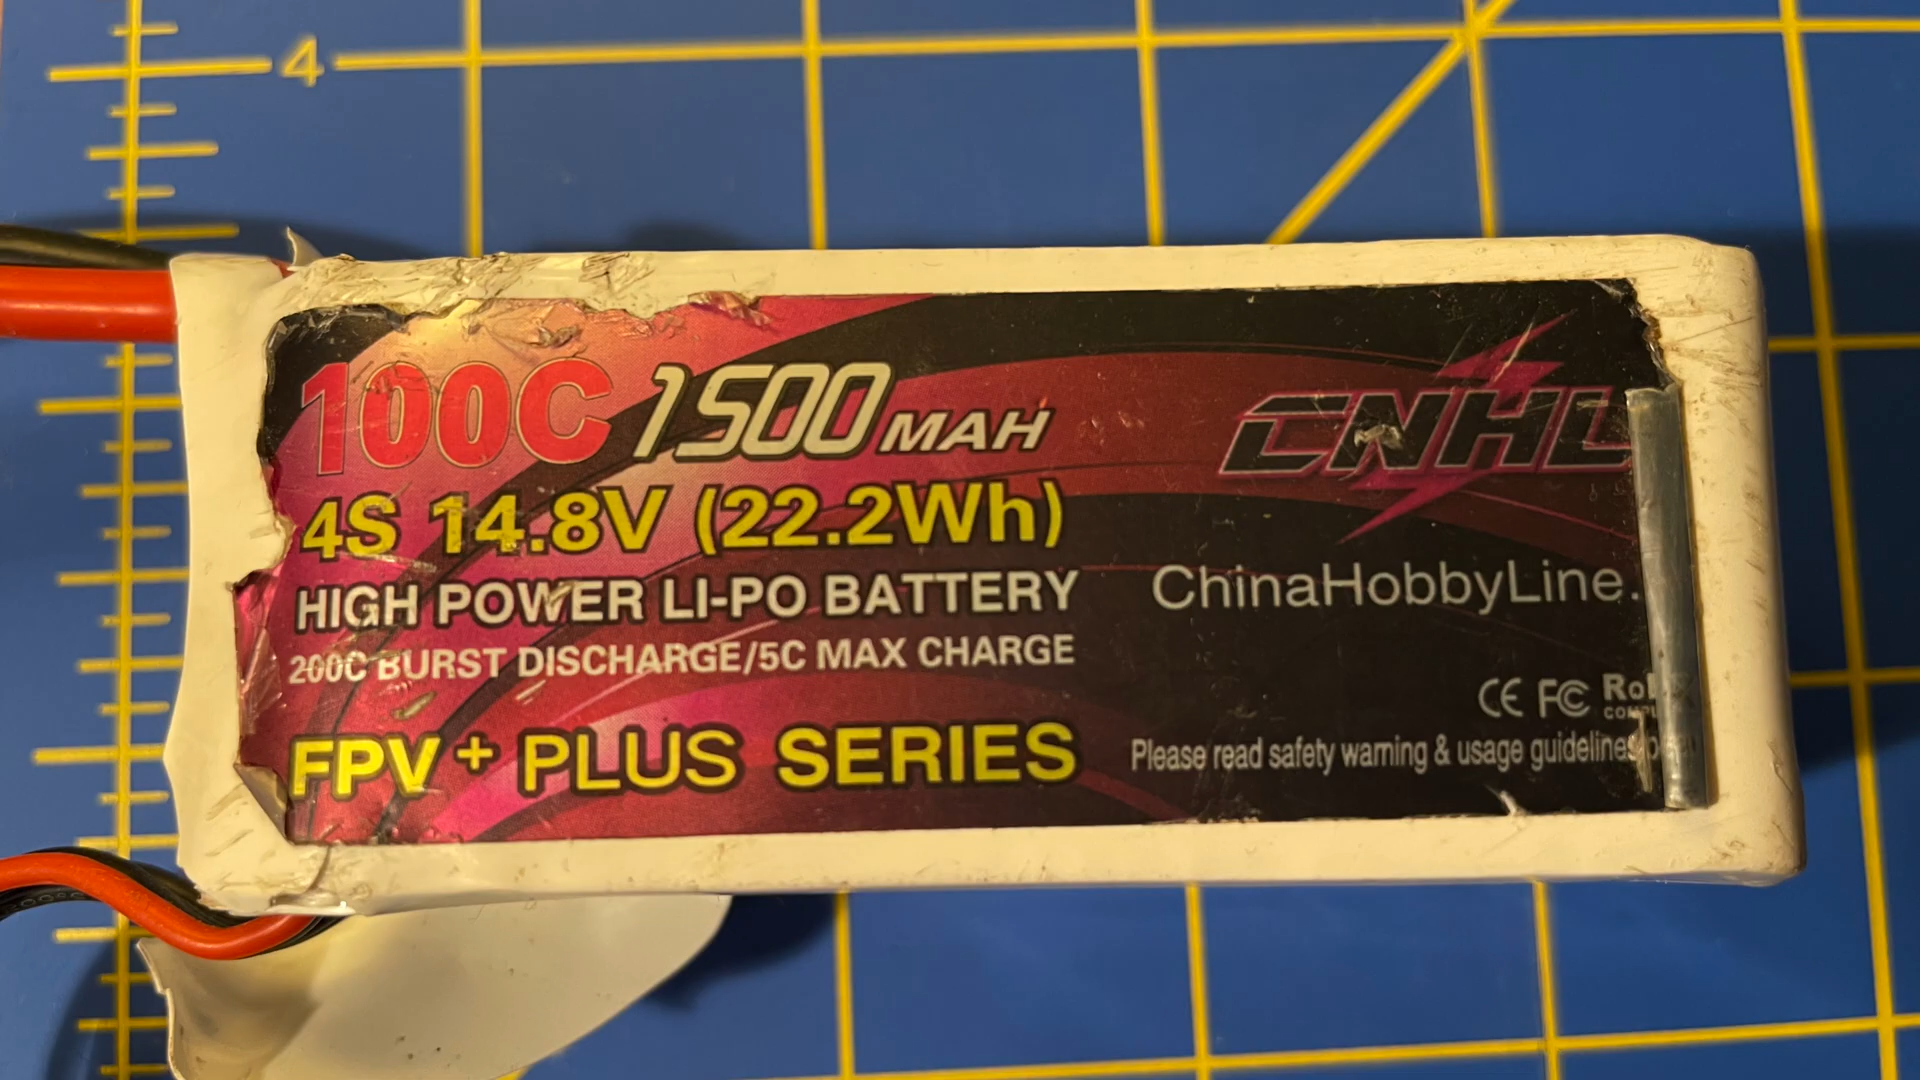 4
100C 1500MAH
CNHL
4S 14.8V (22.2Wh)
HIGH POWER LI-PO BATTERY
ChinaHobbyLine.
200C BURST DISCHARGE/5C MAX CHARGE
CE FC
FPV+ PLUS SERIES
Please read safety warning & usage guidelines